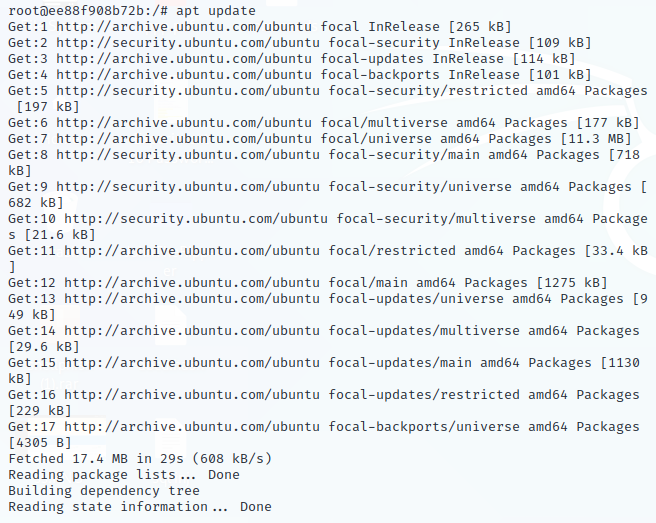 root@ee88f908b72b:/# apt update
Get:1 http://archive.ubuntu.com/ubuntu focal InRelease [265 kB]
Get:2 http://security.ubuntu.com/ubuntu focal-security InRelease [109 kB]
Get:3 http://archive.ubuntu.com/ubuntu focal-updates InRelease [114 kB]
Get:4 http://archive.ubuntu.com/ubuntu focal-backports InRelease [101 kB]
Get:5 http://security.ubuntu.com/ubuntu focal-security/restricted amd64 Packages
 [197 kB]
Get:6 http://archive.ubuntu.com/ubuntu focal/multiverse amd64 Packages [177 kB]
Get:7 http://archive.ubuntu.com/ubuntu focal/universe amd64 Packages [11.3 MB]
Get:8 http://security.ubuntu.com/ubuntu focal-security/main amd64 Packages [718
kB]
Get:9 http://security.ubuntu.com/ubuntu focal-security/universe amd64 Packages [
682 kB]
Get:10 http://security.ubuntu.com/ubuntu focal-security/multiverse amd64 Package
s [21.6 kB]
Get:11 http://archive.ubuntu.com/ubuntu focal/restricted amd64 Packages [33.4 kB
]
Get:12 http://archive.ubuntu.com/ubuntu focal/main amd64 Packages [1275 kB]
Get:13 http://archive.ubuntu.com/ubuntu focal-updates/universe amd64 Packages [9
49 kB]
Get:14 http://archive.ubuntu.com/ubuntu focal-updates/multiverse amd64 Packages
[29.6 kB]
Get:15 http://archive.ubuntu.com/ubuntu focal-updates/main amd64 Packages [1130
kB]
Get:16 http://archive.ubuntu.com/ubuntu focal-updates/restricted amd64 Packages
[229 kB]
Get:17 http://archive.ubuntu.com/ubuntu focal-backports/universe amd64 Packages
[4305 B]
Fetched 17.4 MB in 29s (608 kB/s)
Reading package lists... Done
Building dependency tree
Reading state information... Done